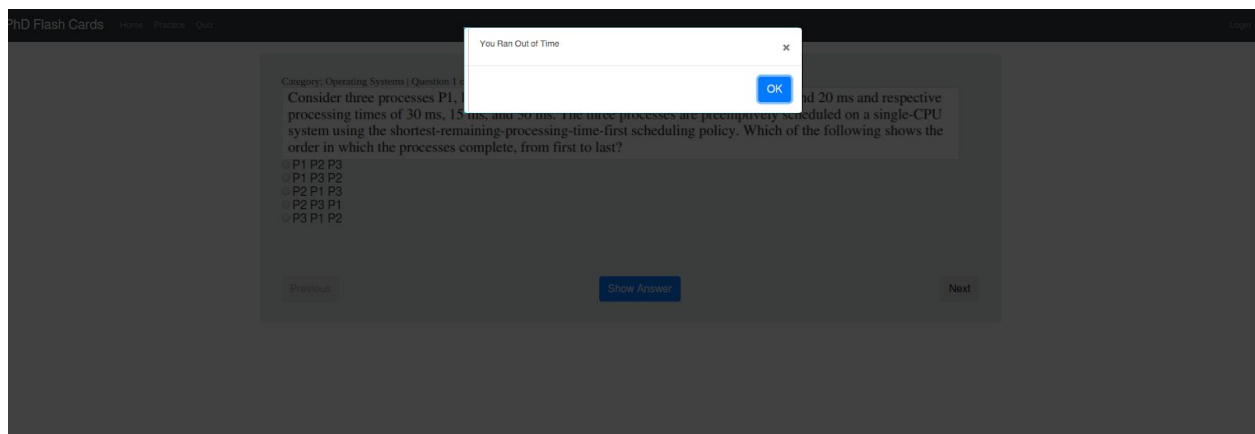 PhD Flash Cards Home Practice Quiz Login
You Ran Out of Time ×
OK
Category: Operating Systems | Question 1
Consider three processes P1, nd 20 ms and respective
processing times of 30 ms, 15 ms, and 50 ms. The three processes are preemptively scheduled on a single-CPU
system using the shortest-remaining-processing-time-first scheduling policy. Which of the following shows the
order in which the processes complete, from first to last?
P1 P2 P3
P1 P3 P2
P2 P1 P3
P2 P3 P1
P3 P1 P2
Previous Show Answer Next